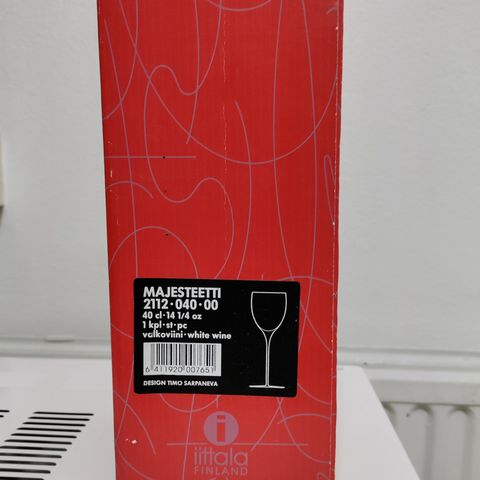 MAJESTEETTI
2112·040·00
40 cl·14 1/4 oz
1 kpl·st·pc
valkoviini·white wine
6 411920 007651
DESIGN TIMO SARPANEVA
i
iittala
FINLAND